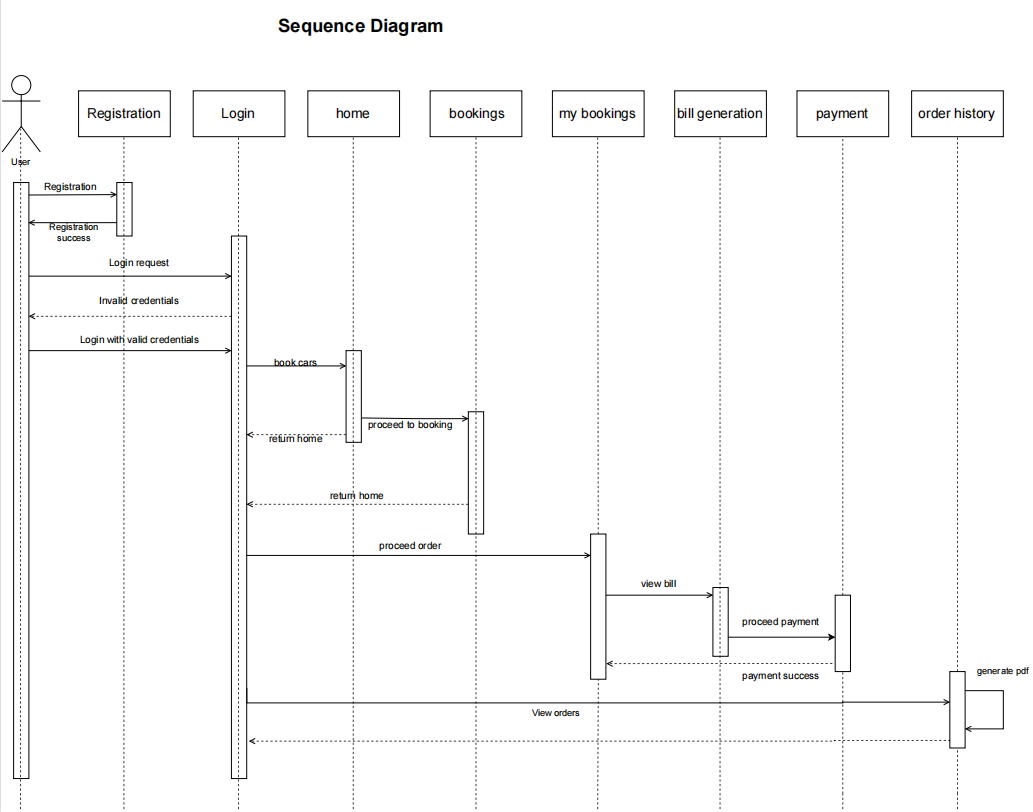 Sequence Diagram
User
Registration
Login
home
bookings
my bookings
bill generation
payment
order history
Registration
Registration
success
Login request
Invalid credentials
Login with valid credentials
book cars
proceed to booking
return home
return home
proceed order
view bill
proceed payment
payment success
generate pdf
View orders